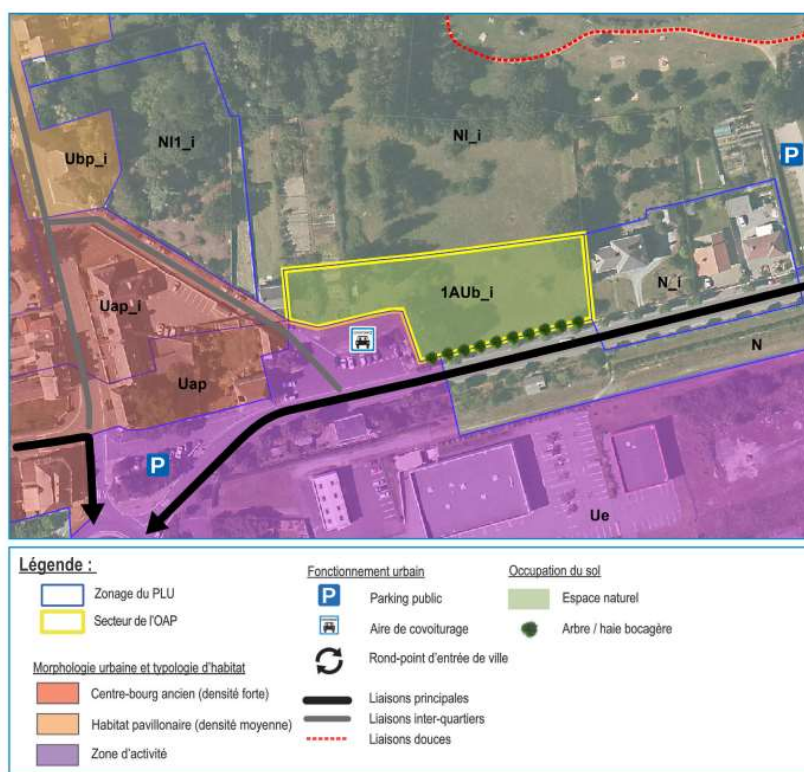 Ubp_i
Nl1_i
Nl_i
P
1AUb_i
N_i
Uap_i
N
Uap
P
Ue
Légende :
Zonage du PLU
Secteur de l'OAP
Morphologie urbaine et typologie d'habitat
Centre-bourg ancien (densité forte)
Habitat pavillonaire (densité moyenne)
Zone d'activité
Fonctionnement urbain
P Parking public
Aire de covoiturage
Rond-point d'entrée de ville
Liaisons principales
Liaisons inter-quartiers
Liaisons douces
Occupation du sol
Espace naturel
Arbre / haie bocagère